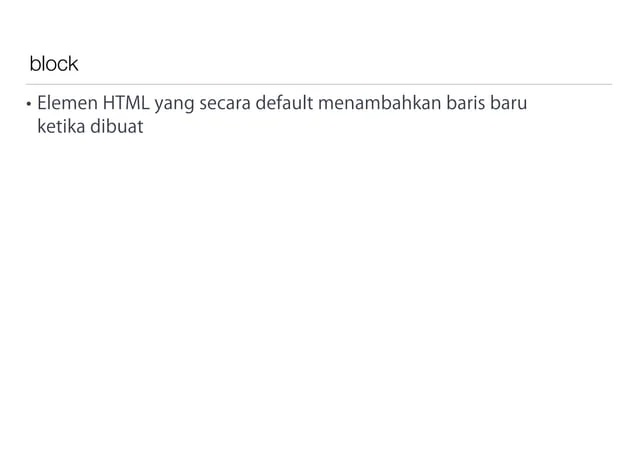 block
• Elemen HTML yang secara default menambahkan baris baru
ketika dibuat